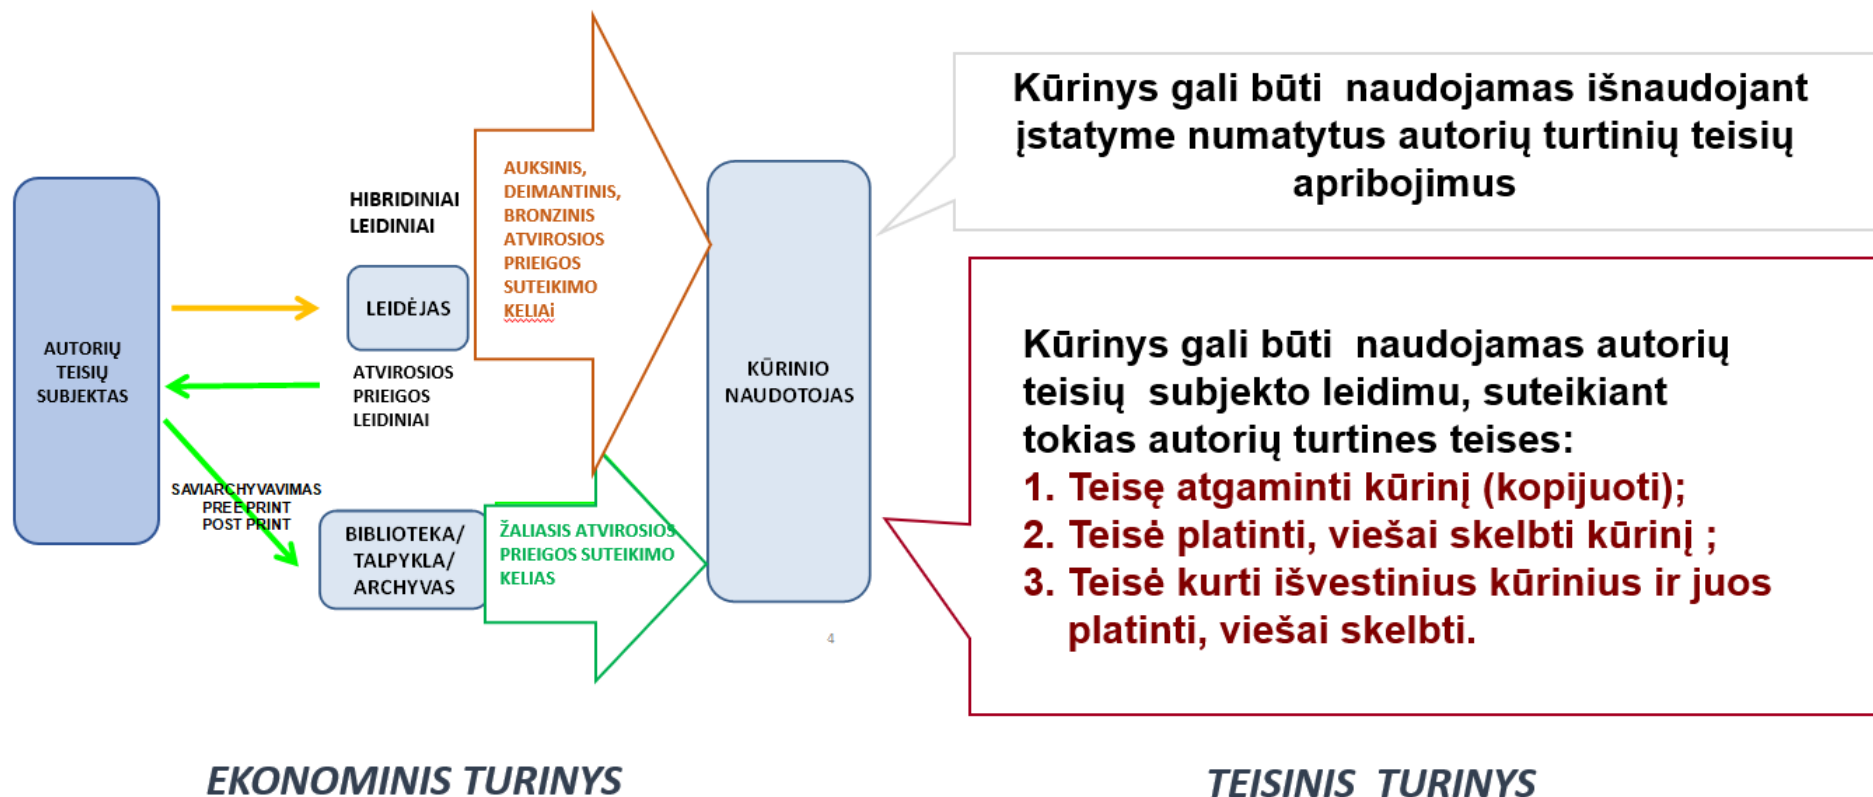 AUTORIŲ
TEISIŲ
SUBJEKTAS
HIBRIDINIAI
LEIDINIAI
LEIDĖJAS
ATVIROSIOS
PRIEIGOS
LEIDINIAI
SAVIARCHYVAVIMAS
PREE PRINT
POST PRINT
BIBLIOTEKA/
TALPYKLA/
ARCHYVAS
AUKSINIS,
DEIMANTINIS,
BRONZINIS
ATVIROSIOS
PRIEIGOS
SUTEIKIMO
KELIAi
ŽALIASIS ATVIROSIOS
PRIEIGOS SUTEIKIMO
KELIAS
KŪRINIO
NAUDOTOJAS
4
EKONOMINIS TURINYS
Kūrinys gali būti  naudojamas išnaudojant
įstatyme numatytus autorių turtinių teisių
apribojimus
Kūrinys gali būti  naudojamas autorių
teisių  subjekto leidimu, suteikiant
tokias autorių turtines teises:
1. Teisę atgaminti kūrinį (kopijuoti);
2. Teisė platinti, viešai skelbti kūrinį ;
3. Teisė kurti išvestinius kūrinius ir juos
platinti, viešai skelbti.
TEISINIS  TURINYS